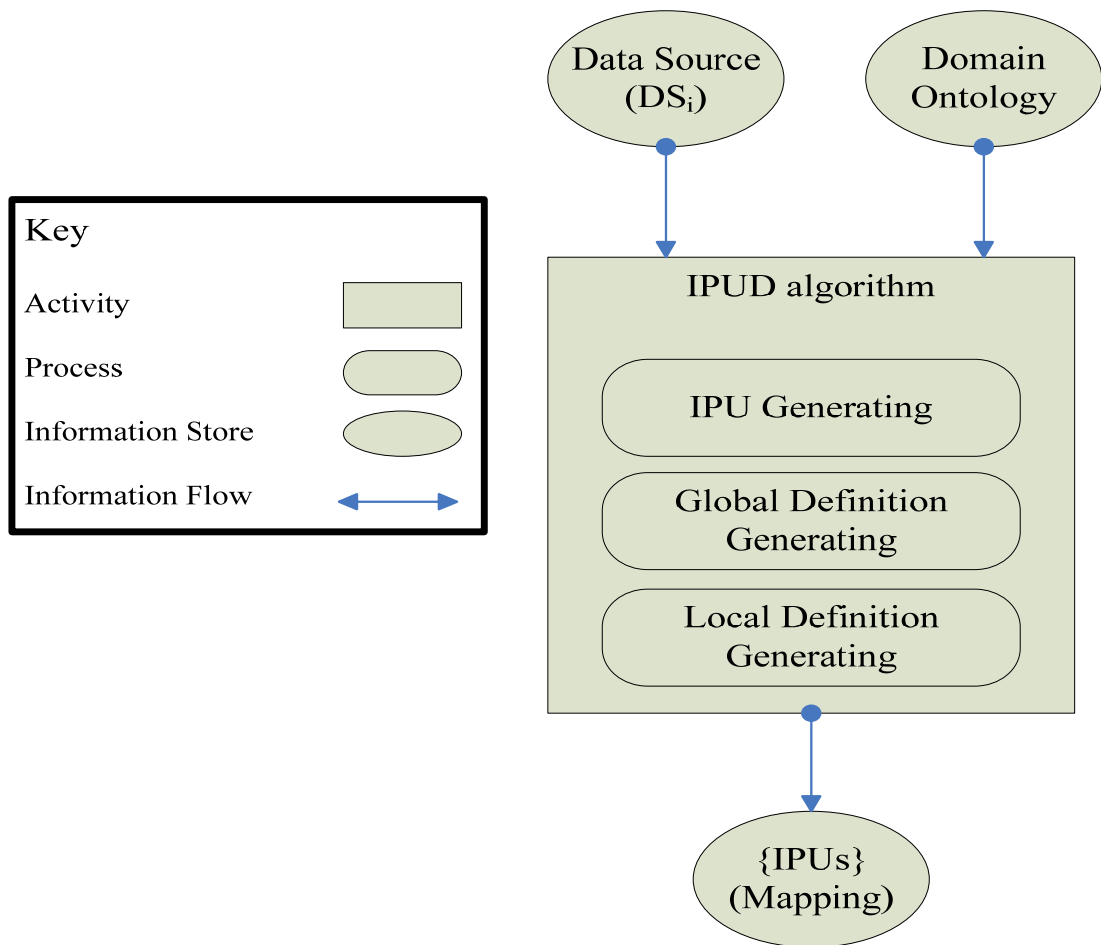 Data Source
(DSᵢ)
Domain
Ontology
Key
Activity
Process
Information Store
Information Flow
IPUD algorithm
IPU Generating
Global Definition
Generating
Local Definition
Generating
{IPUs}
(Mapping)